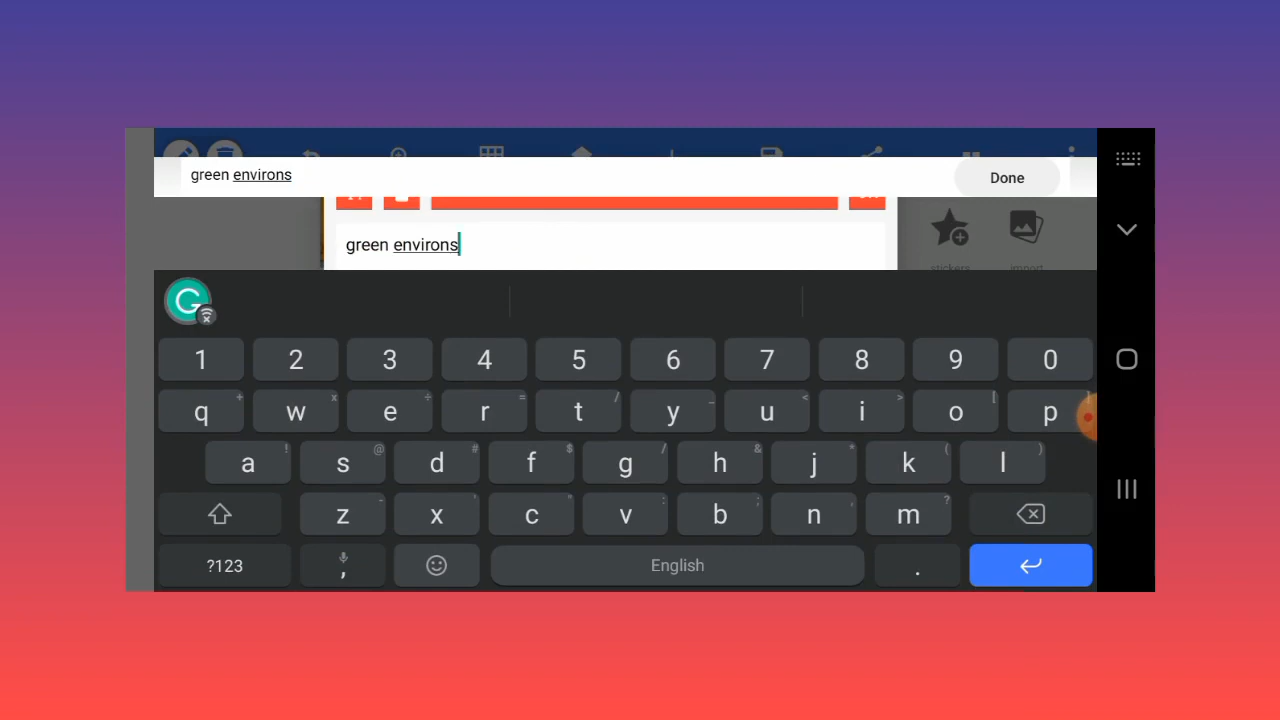 green environs
Done
green environs
stickers import
1 2 3 4 5 6 7 8 9 0
q + w x e ÷ r = t / y _ u < i > o [ p ]
a ! s @ d # f $ g / h & j * k ( l )
z - x ' c " v : b ; n , m ?
?123 , English .